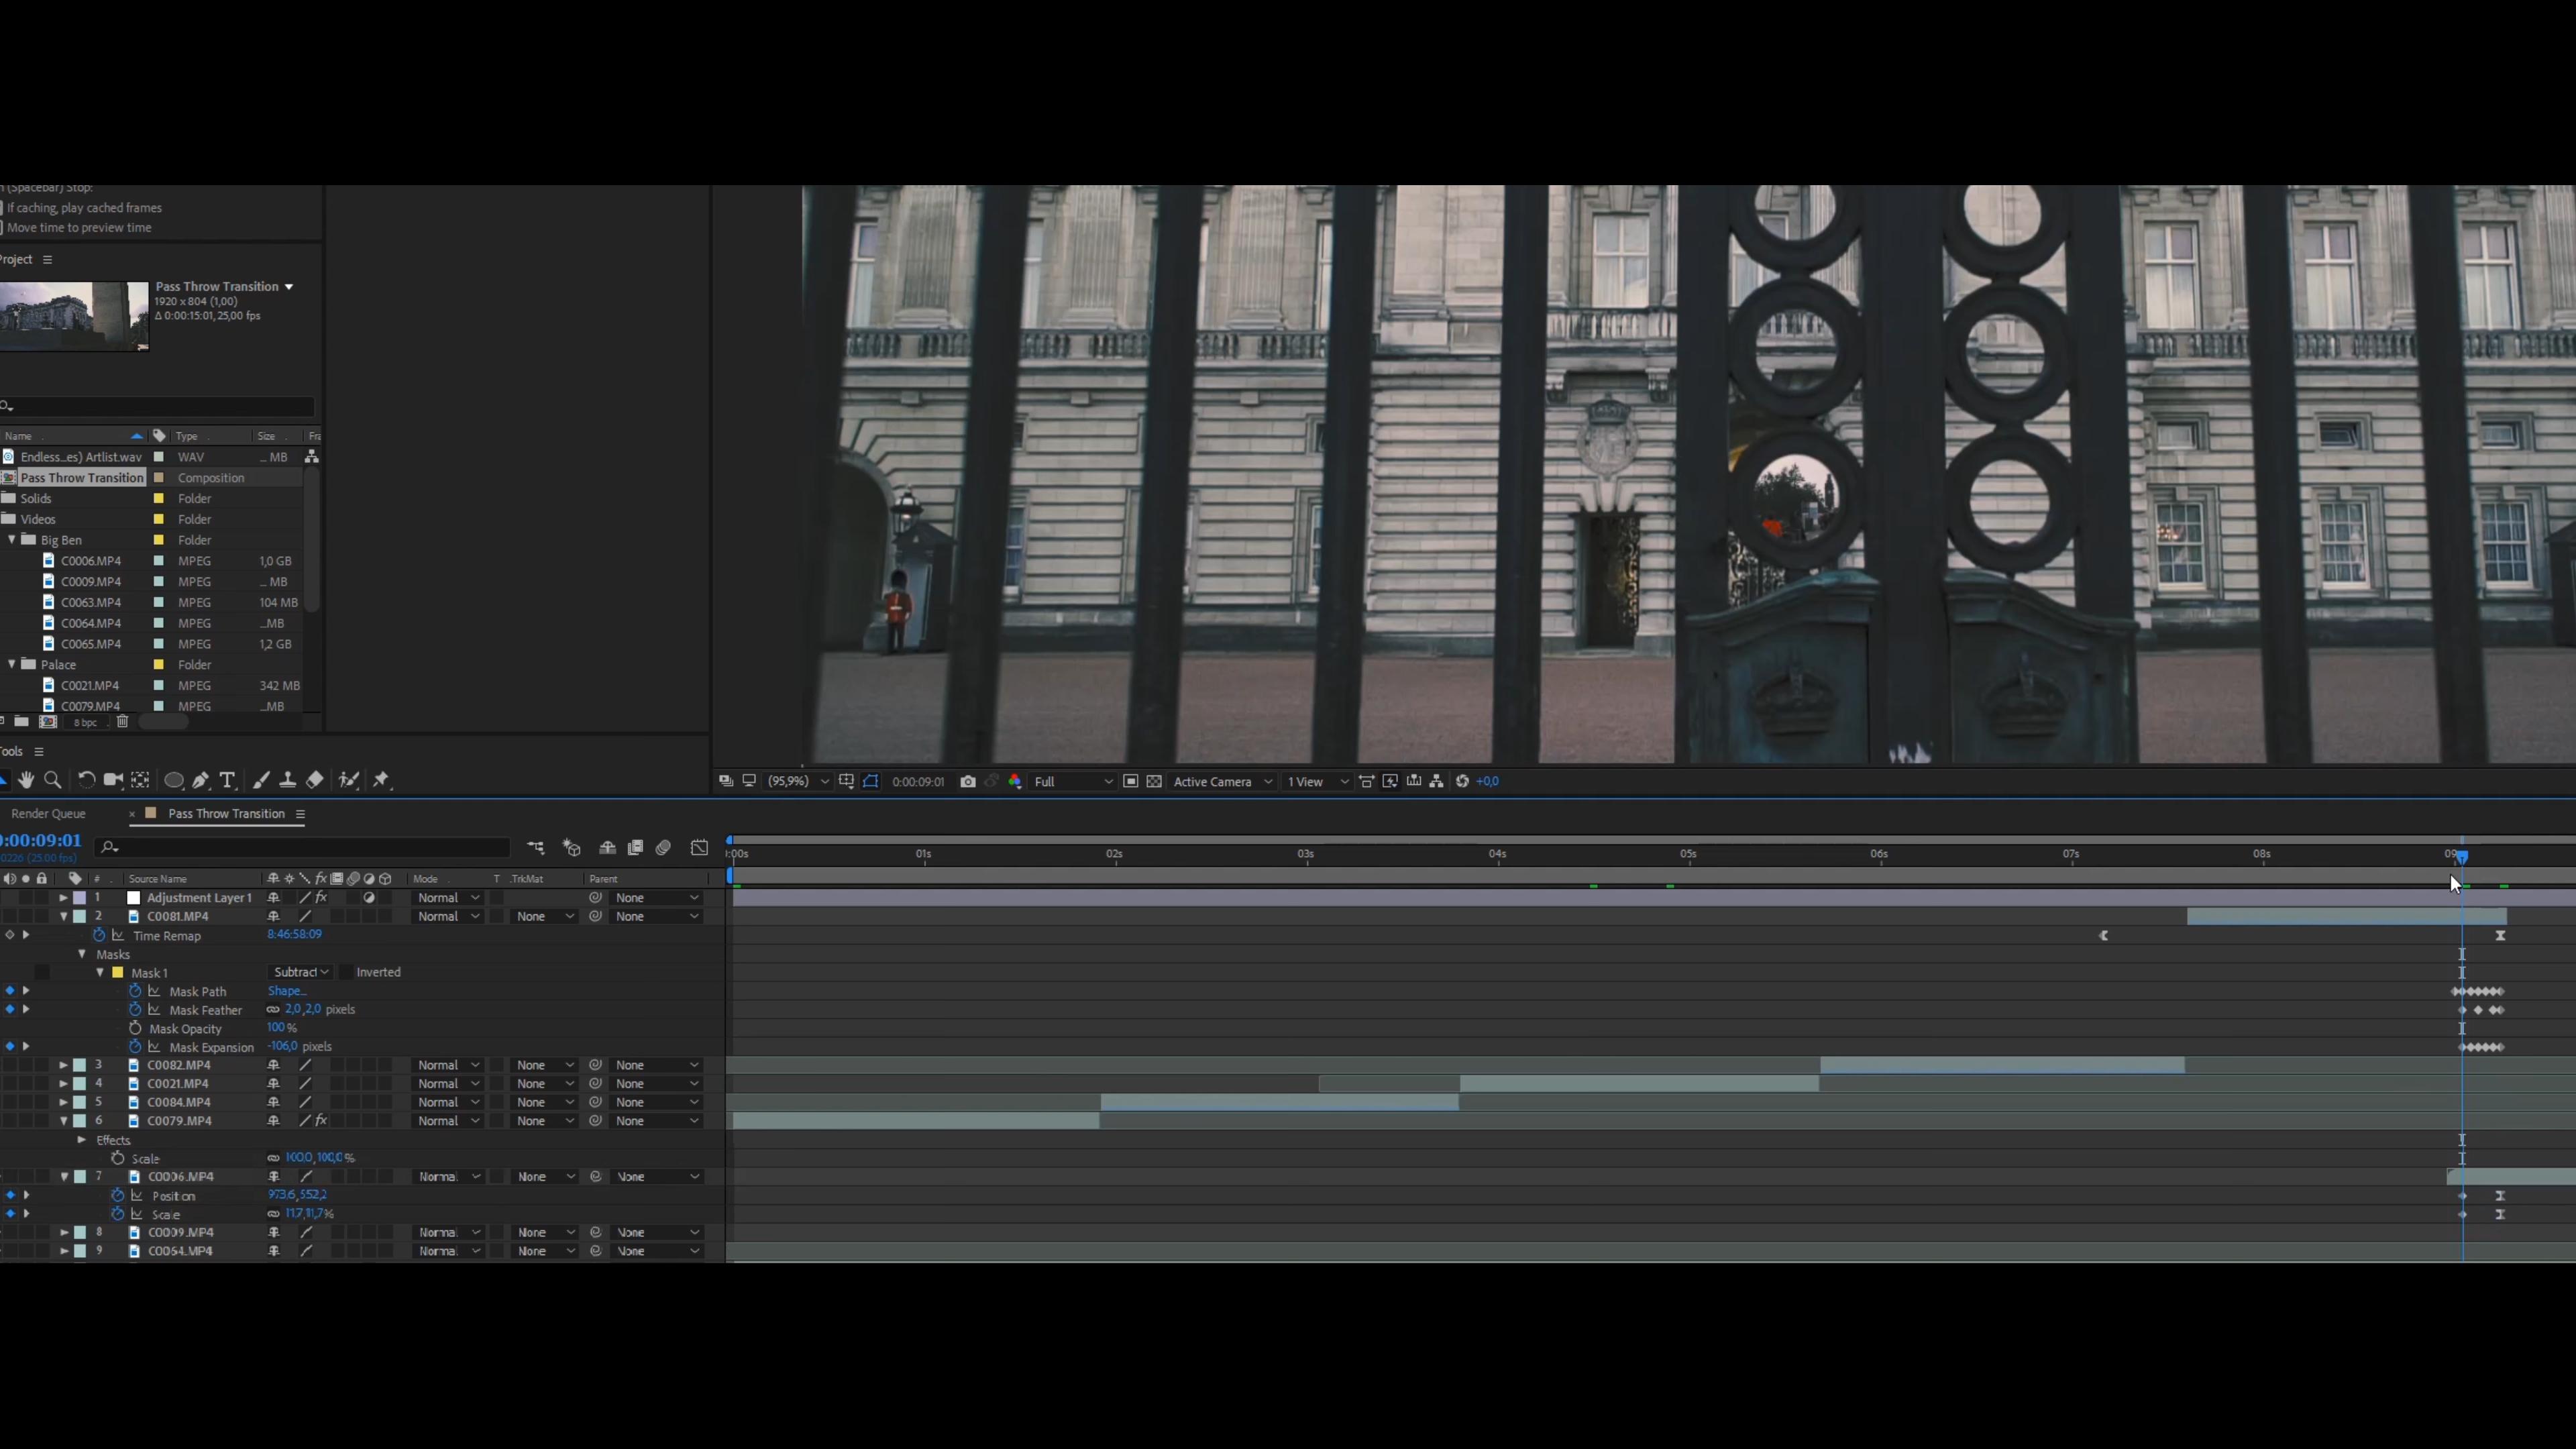 (Spacebar) Stop:
If caching, play cached frames
Move time to preview time
Project
Pass Throw Transition
1920 x 804 (1,00)
Δ 0:00:15:01, 25,00 fps
Name Type Size Fra
Endless...es) Artlist.wav WAV ... MB
Pass Throw Transition Composition
Solids Folder
Videos Folder
Big Ben Folder
C0006.MP4 MPEG 1,0 GB
C0009.MP4 MPEG ... MB
C0063.MP4 MPEG 104 MB
C0064.MP4 MPEG ...MB
C0065.MP4 MPEG 1,2 GB
Palace Folder
C0021.MP4 MPEG 342 MB
C0079.MP4 MPEG ...MB
8 bpc
Tools
(95,9%) 0:00:09:01 Full Active Camera 1 View +0,0
Render Queue Pass Throw Transition
0:00:09:01
0226 (25.00 fps)
:00s 01s 02s 03s 04s 05s 06s 07s 08s 09
# Source Name fx Mode T .TrkMat Parent
1 Adjustment Layer 1 fx Normal None
2 C0081.MP4 Normal None None
Time Remap 8:46:58:09
Masks
Mask 1 Subtract Inverted
Mask Path Shape...
Mask Feather 2,0,2,0 pixels
Mask Opacity 100%
Mask Expansion -106,0 pixels
3 C0082.MP4 Normal None None
4 C0021.MP4 Normal None None
5 C0084.MP4 Normal None None
6 C0079.MP4 fx Normal None None
Effects
Scale 100,0,100,0%
7 C0006.MP4 Normal None None
Position 973,6,552,2
Scale 11,7,11,7%
8 C0009.MP4 Normal None None
9 C0064.MP4 Normal None None